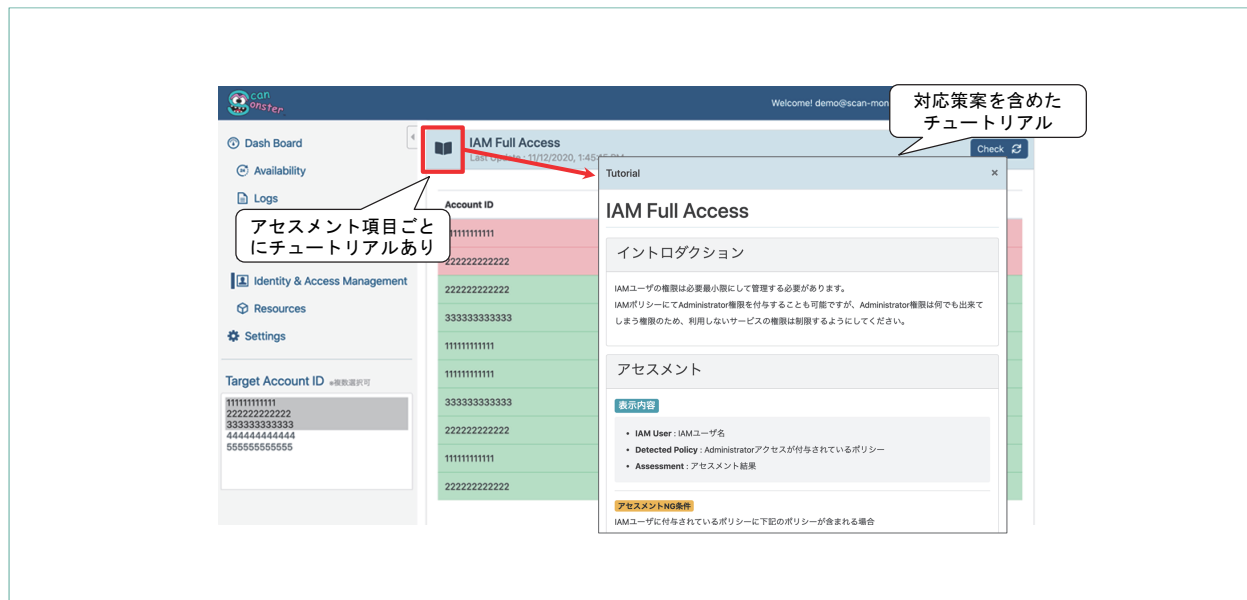 can
onster
Welcome! demo@scan-mon
対応策案を含めた
チュートリアル
Dash Board
Availability
Logs
アセスメント項目ごと
にチュートリアルあり
Identity & Access Management
Resources
Settings
Target Account ID ※複数選択可
111111111111
222222222222
333333333333
444444444444
555555555555
IAM Full Access
Last Update : 11/12/2020, 1:45:15 PM
Check
Account ID
111111111111
222222222222
222222222222
333333333333
111111111111
111111111111
333333333333
222222222222
111111111111
222222222222
Tutorial
×
IAM Full Access
イントロダクション
IAMユーザの権限は必要最小限にして管理する必要があります。
IAMポリシーにてAdministrator権限を付与することも可能ですが、Administrator権限は何でも出来て
しまう権限のため、利用しないサービスの権限は制限するようにしてください。
アセスメント
表示内容
• IAM User : IAMユーザ名
• Detected Policy : Administratorアクセスが付与されているポリシー
• Assessment : アセスメント結果
アセスメントNG条件
IAMユーザに付与されているポリシーに下記のポリシーが含まれる場合